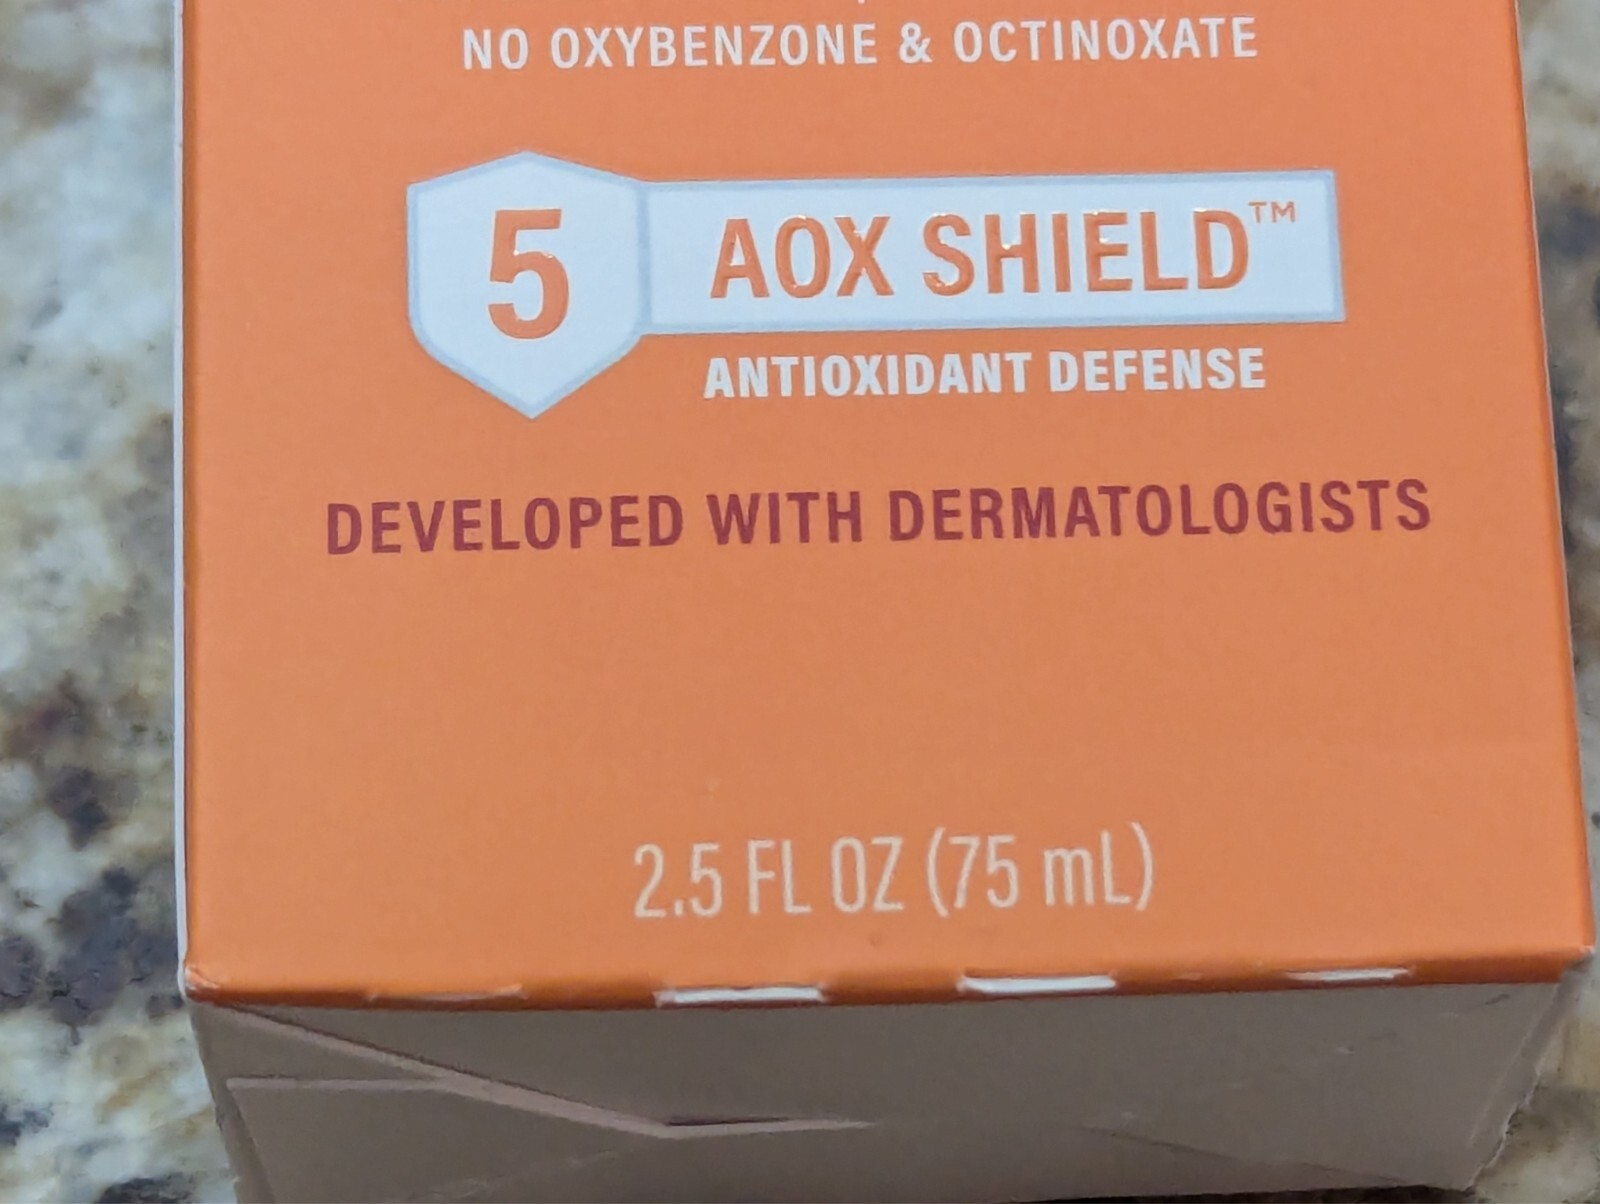 NO OXYBENZONE & OCTINOXATE
5 AOX SHIELD™
ANTIOXIDANT DEFENSE
DEVELOPED WITH DERMATOLOGISTS
2.5 FL OZ (75 mL)